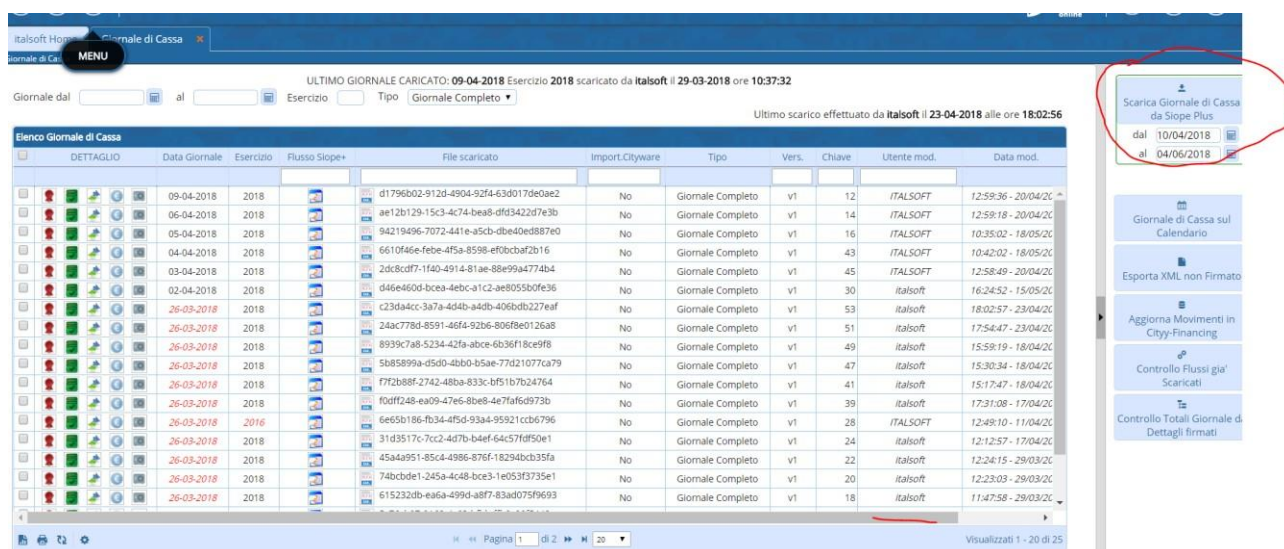 online
italsoft Home Giornale di Cassa
MENU
ULTIMO GIORNALE CARICATO: 09-04-2018 Esercizio 2018 scaricato da italsoft il 29-03-2018 ore 10:37:32
Giornale dal al Esercizio Tipo Giornale Completo
Ultimo scarico effettuato da italsoft il 23-04-2018 alle ore 18:02:56
Elenco Giornale di Cassa
DETTAGLIO Data Giornale Esercizio Flusso Siope+ File scaricato Import.Cityware Tipo Vers. Chiave Utente mod. Data mod.
09-04-2018 2018 d1796b02-912d-4904-92f4-63d017de0ae2 No Giornale Completo v1 12 ITALSOFT 12:59:36 - 20/04/20
06-04-2018 2018 ae12b129-15c3-4c74-bea8-dfd3422d7e3b No Giornale Completo v1 14 ITALSOFT 12:59:18 - 20/04/20
05-04-2018 2018 94219496-7072-441e-a5cb-dbe40ed887e0 No Giornale Completo v1 16 ITALSOFT 10:35:02 - 18/05/20
04-04-2018 2018 6610f46e-febe-4f5a-8598-ef0bcbaf2b16 No Giornale Completo v1 43 ITALSOFT 10:42:02 - 18/05/20
03-04-2018 2018 2dc8cdf7-1f40-4914-81ae-88e99a4774b4 No Giornale Completo v1 45 ITALSOFT 12:58:49 - 20/04/20
02-04-2018 2018 d46e460d-bcea-4ebc-a1c2-ae8055b0fe36 No Giornale Completo v1 30 italsoft 16:24:52 - 15/05/20
26-03-2018 2018 c23da4cc-3a7a-4d4b-a4db-406bdb227eaf No Giornale Completo v1 53 italsoft 18:02:57 - 23/04/20
26-03-2018 2018 24ac778d-8591-46f4-92b6-806f8e0126a8 No Giornale Completo v1 51 italsoft 17:54:47 - 23/04/20
26-03-2018 2018 8939c7a8-5234-42fa-abce-6b36f18ce9f8 No Giornale Completo v1 49 italsoft 15:59:19 - 18/04/20
26-03-2018 2018 5b85899a-d5d0-4bb0-b5ae-77d21077ca79 No Giornale Completo v1 47 italsoft 15:30:34 - 18/04/20
26-03-2018 2018 f7f2b88f-2742-48ba-833c-bf51b7b24764 No Giornale Completo v1 41 italsoft 15:17:47 - 18/04/20
26-03-2018 2018 f0dff248-ea09-47e6-8be8-4e7faf6d973b No Giornale Completo v1 39 italsoft 17:31:08 - 17/04/20
26-03-2018 2016 6e65b186-fb34-4f5d-93a4-95921ccb6796 No Giornale Completo v1 28 ITALSOFT 12:49:10 - 11/04/20
26-03-2018 2018 31d3517c-7cc2-4d7b-b4ef-64c57fdf50e1 No Giornale Completo v1 24 italsoft 12:12:57 - 17/04/20
26-03-2018 2018 45a4a951-85c4-4986-876f-18294bcb35fa No Giornale Completo v1 22 italsoft 12:24:15 - 29/03/20
26-03-2018 2018 74bcbde1-245a-4c48-bce3-1e053f3735e1 No Giornale Completo v1 20 italsoft 12:23:03 - 29/03/20
26-03-2018 2018 615232db-ea6a-499d-a8f7-83ad075f9693 No Giornale Completo v1 18 italsoft 11:47:58 - 29/03/20
Pagina 1 di 2 20 Visualizzati 1 - 20 di 25
Scarica Giornale di Cassa
da Siope Plus
dal 10/04/2018
al 04/06/2018
Giornale di Cassa sul
Calendario
Esporta XML non Firmato
Aggiorna Movimenti in
Cityy-Financing
Controllo Flussi gia'
Scaricati
Controllo Totali Giornale da
Dettagli firmati